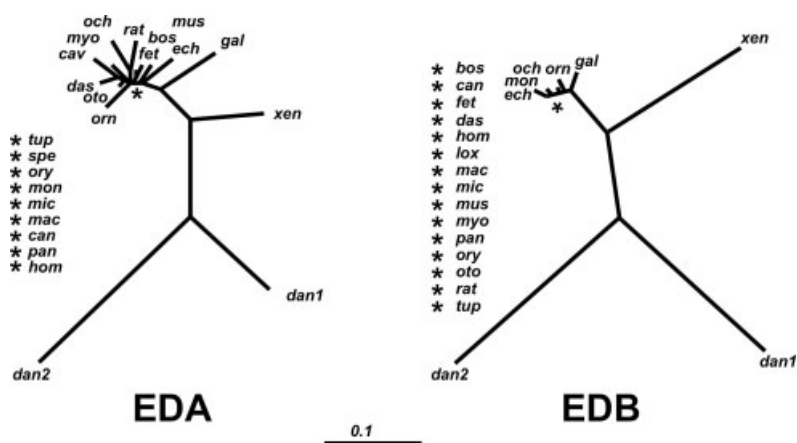 och
rat
mus
myo
fet
bos
cav
ech
gal
das
oto
*
orn
xen
* tup
* spe
* ory
* mon
* mic
* mac
* can
* pan
* hom
dan1
dan2
EDA
xen
* bos
* can
* fet
* das
* hom
* lox
* mac
* mic
* mus
* myo
* pan
* ory
* oto
* rat
* tup
och
orn
gal
mon
ech
*
dan2
dan1
EDB
0.1